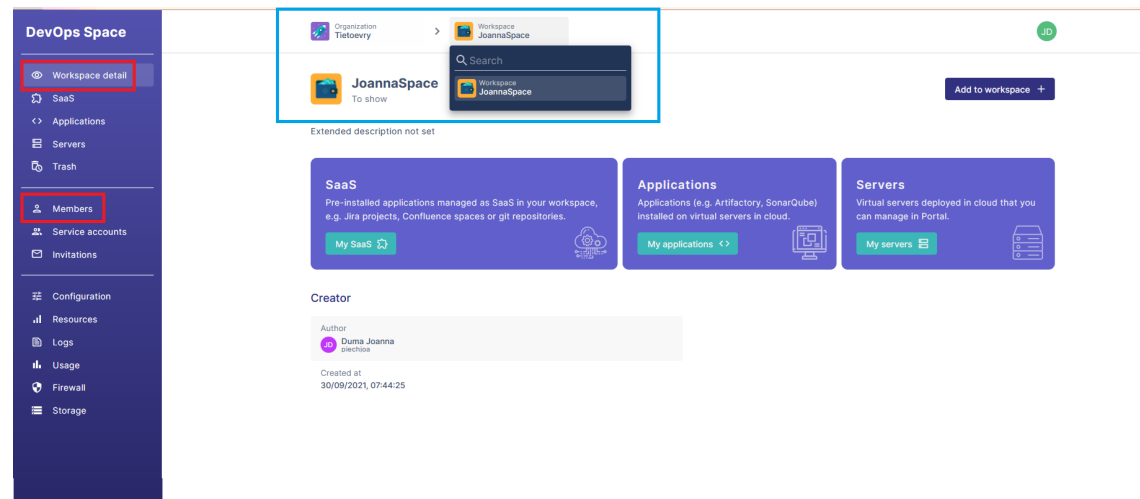 DevOps Space
Workspace detail
SaaS
Applications
Servers
Trash
Members
Service accounts
Invitations
Configuration
Resources
Logs
Usage
Firewall
Storage
Organization
Tietoevry
Workspace
JoannaSpace
JD
Search
Workspace
JoannaSpace
JoannaSpace
To show
Add to workspace +
Extended description not set
SaaS
Pre-installed applications managed as SaaS in your workspace,
e.g. Jira projects, Confluence spaces or git repositories.
My SaaS
Applications
Applications (e.g. Artifactory, SonarQube)
installed on virtual servers in cloud.
My applications
Servers
Virtual servers deployed in cloud that you
can manage in Portal.
My servers
Creator
Author
JD
Duma Joanna
piechjoa
Created at
30/09/2021, 07:44:25